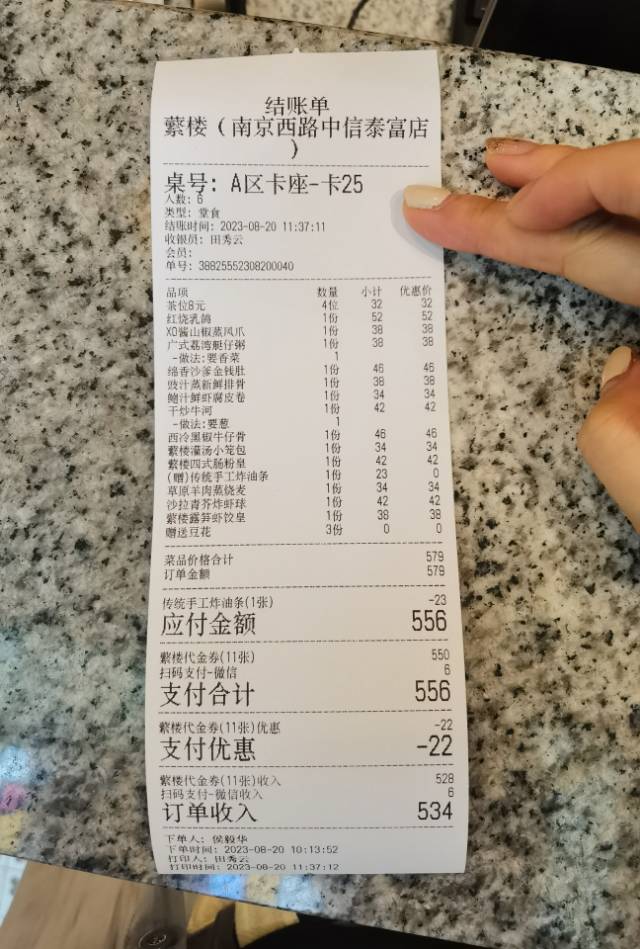 结账单
蘩楼（南京西路中信泰富店
）
桌号: A区卡座-卡25
人数: 6
类型: 堂食
结账时间: 2023-08-20 11:37:11
收银员: 田秀云
会员:
单号: 38825552308200040
品项 数量 小计 优惠价
茶位8元 4位 32 32
红烧乳鸽 1份 52 52
XO酱山椒蒸凤爪 1份 38 38
广式荔湾艇仔粥 1份 38 38
-做法:要香菜 1
绵香沙爹金钱肚 1份 46 46
豉汁蒸新鲜排骨 1份 38 38
鲍汁鲜虾腐皮卷 1份 34 34
干炒牛河 1份 42 42
-做法:要葱 1
西冷黑椒牛仔骨 1份 46 46
蘩楼灌汤小笼包 1份 34 34
蘩楼四式肠粉皇 1份 42 42
(赠)传统手工炸油条 1份 23 0
草原羊肉蒸烧麦 1份 34 34
沙拉青芥炸虾球 1份 42 42
蘩楼露笋虾饺皇 1份 38 38
赠送豆花 3份 0 0
菜品价格合计 579
订单金额 579
传统手工炸油条(1张) -23
应付金额 556
蘩楼代金券(11张) 550
扫码支付-微信 6
支付合计 556
蘩楼代金券(11张)优惠 -22
支付优惠 -22
蘩楼代金券(11张)收入 528
扫码支付-微信收入 6
订单收入 534
下单人: 侯毅华
下单时间: 2023-08-20 10:13:52
打印人: 田秀云
打印时间: 2023-08-20 11:37:12